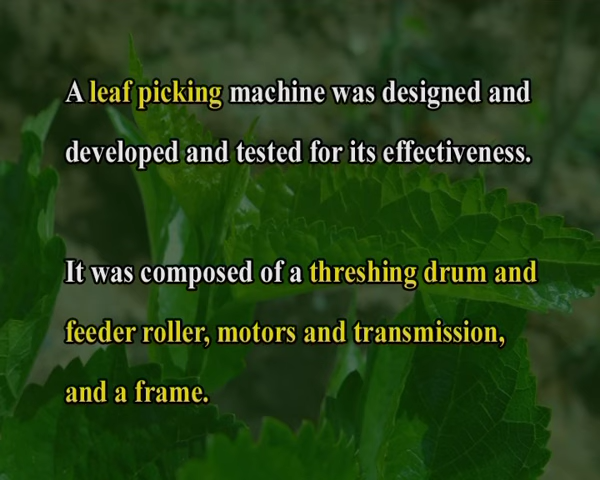 A leaf picking machine was designed and
developed and tested for its effectiveness.
It was composed of a threshing drum and
feeder roller, motors and transmission,
and a frame.